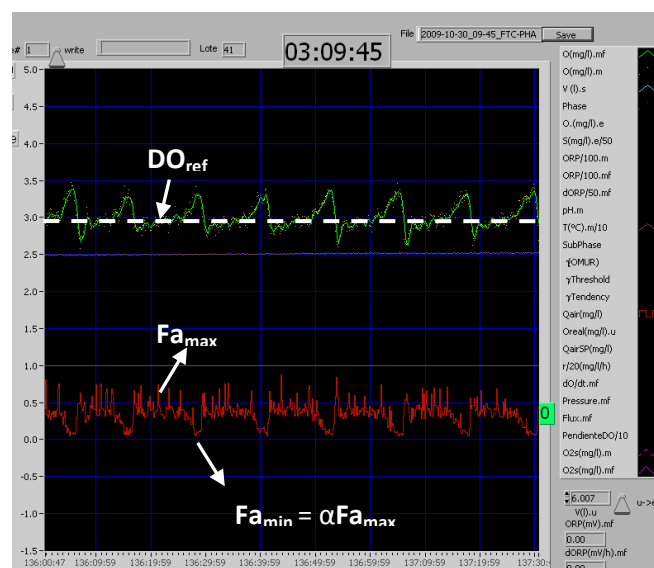 File 2009-10-30_09-45_FTC-PHA Save
# 1 write Lote 41 03:09:45
5.0
4.5
4.0
3.5
3.0
2.5
2.0
1.5
1.0
0.5
0.0
-0.5
-1.0
-1.5
DOref
Famax
Famin = αFamax
136:00:47 136:09:59 136:19:59 136:29:59 136:39:59 136:49:59 136:59:59 137:09:59 137:19:59 137:30:
0
O(mg/l).mf
O(mg/l).m
V (l).s
Phase
O.(mg/l).e
S(mg/l).e/50
ORP/100.m
ORP/100.mf
dORP/50.mf
pH.m
T(ºC).m/10
SubPhase
γ(OMUR)
γThreshold
γTendency
Qair(mg/l)
Oreal(mg/l).u
QairSP(mg/l)
r/20(mg/l/h)
dO/dt.mf
Pressure.mf
Flux.mf
PendienteDO/10
O2s(mg/l).m
O2s(mg/l).mf
6.007 u->e
V(l).u
ORP(mV).mf
0.00
dORP(mV/h).mf